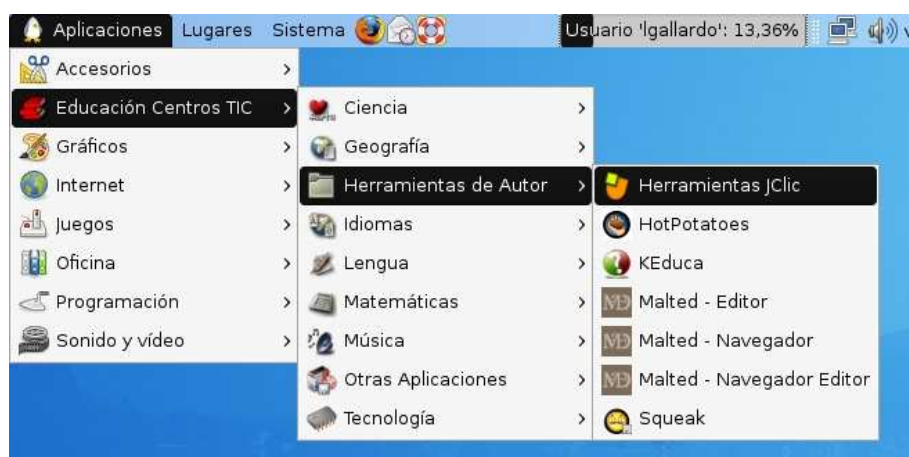 Aplicaciones Lugares Sistema Usuario 'lgallardo': 13,36%
Accesorios
Educación Centros TIC
Gráficos
Internet
Juegos
Oficina
Programación
Sonido y vídeo
Ciencia
Geografía
Herramientas de Autor
Idiomas
Lengua
Matemáticas
Música
Otras Aplicaciones
Tecnología
Herramientas JClic
HotPotatoes
KEduca
Malted - Editor
Malted - Navegador
Malted - Navegador Editor
Squeak